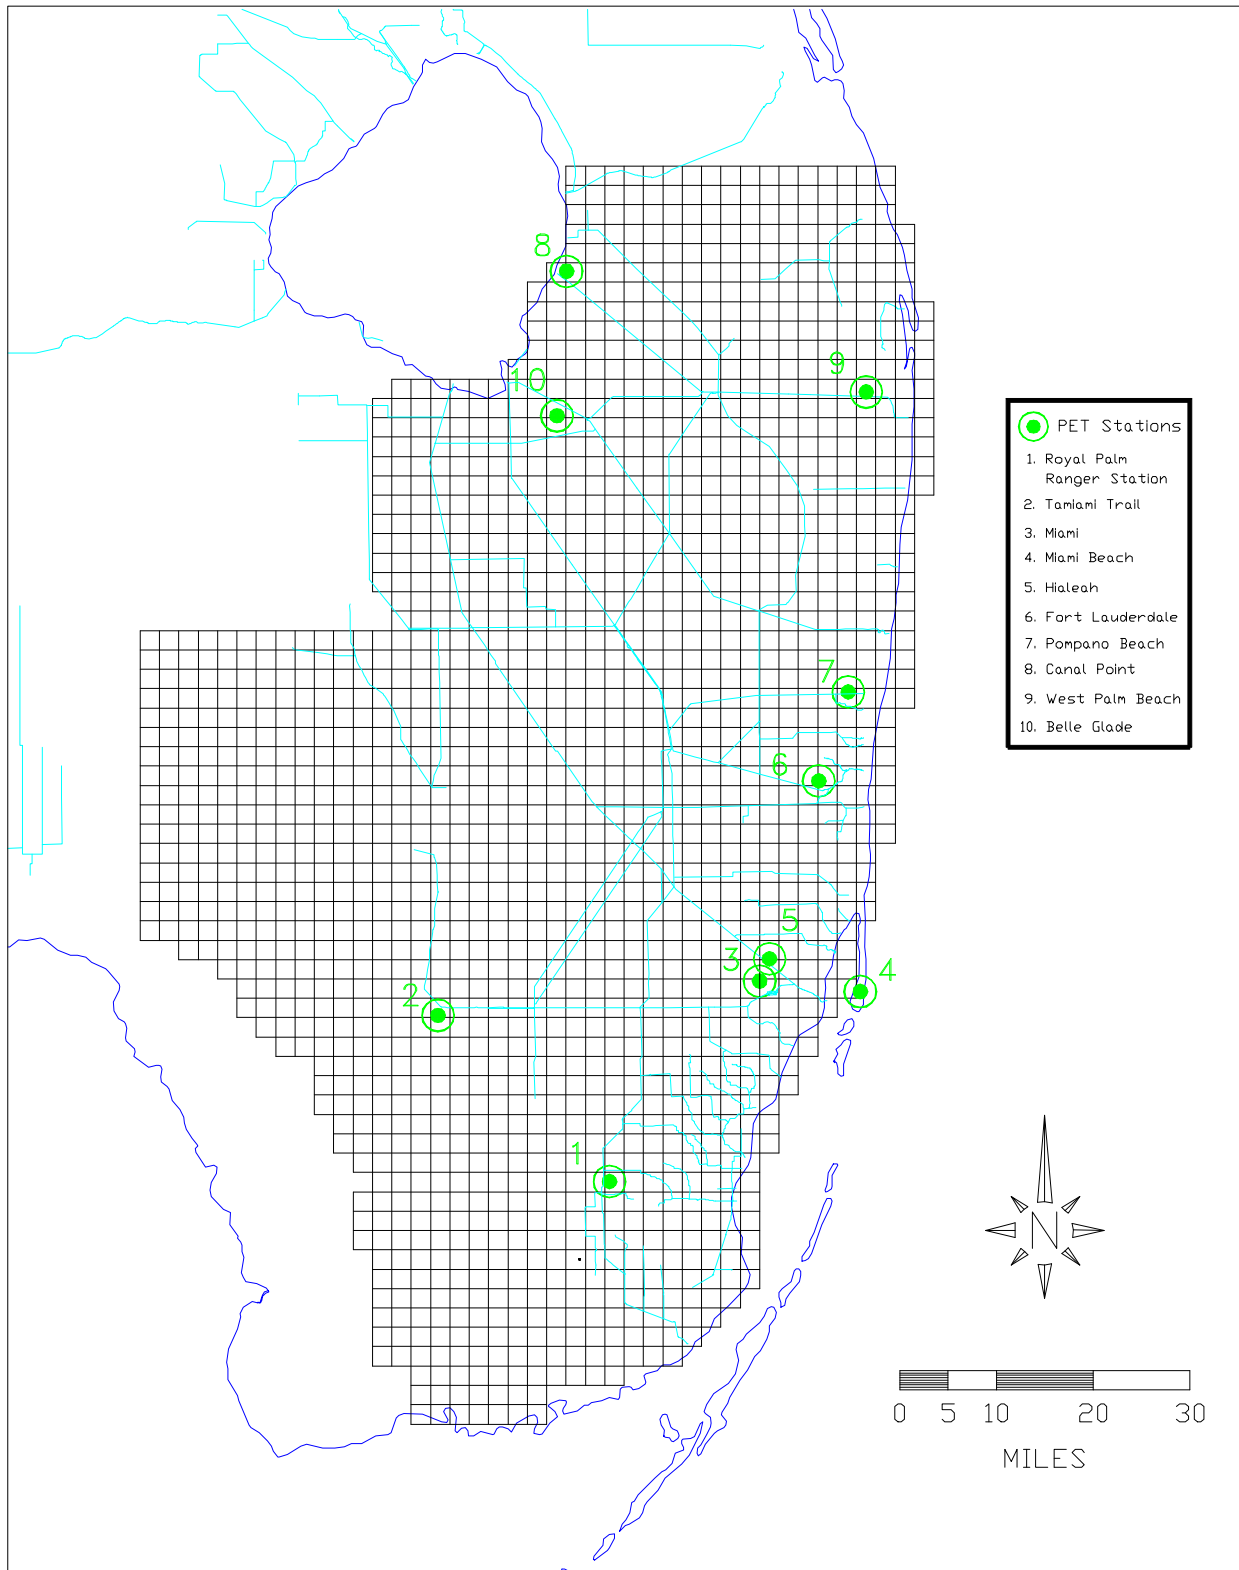 8
10
9
PET Stations
1. Royal Palm
Ranger Station
2. Tamiami Trail
3. Miami
4. Miami Beach
5. Hialeah
6. Fort Lauderdale
7. Pompano Beach
8. Canal Point
9. West Palm Beach
10. Belle Glade
7
6
5
3
4
2
1
N
0 5 10 20 30
MILES